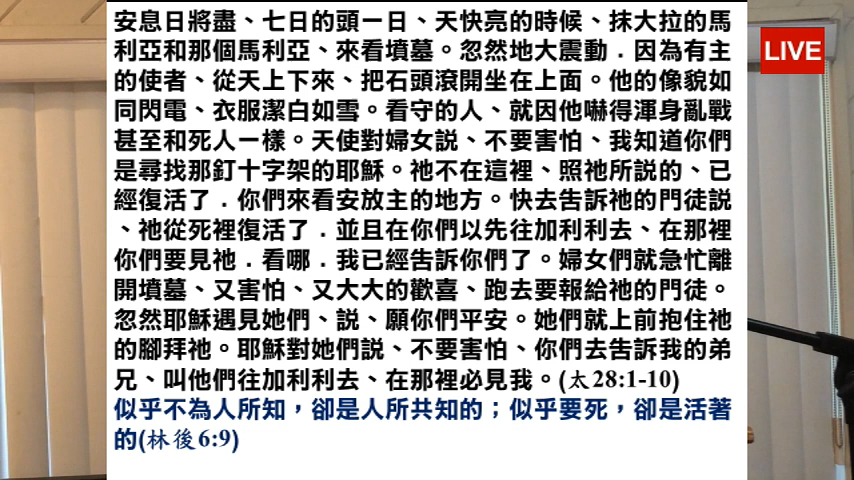 安息日將盡、七日的頭一日、天快亮的時候、抹大拉的馬
利亞和那個馬利亞、來看墳墓。忽然地大震動．因為有主
的使者、從天上下來、把石頭滾開坐在上面。他的像貌如
同閃電、衣服潔白如雪。看守的人、就因他嚇得渾身亂戰
甚至和死人一樣。天使對婦女說、不要害怕、我知道你們
是尋找那釘十字架的耶穌。祂不在這裡、照祂所說的、已
經復活了．你們來看安放主的地方。快去告訴祂的門徒說
、祂從死裡復活了．並且在你們以先往加利利去、在那裡
你們要見祂．看哪．我已經告訴你們了。婦女們就急忙離
開墳墓、又害怕、又大大的歡喜、跑去要報給祂的門徒。
忽然耶穌遇見她們、說、願你們平安。她們就上前抱住祂
的腳拜祂。耶穌對她們說、不要害怕、你們去告訴我的弟
兄、叫他們往加利利去、在那裡必見我。(太28:1-10)
似乎不為人所知，卻是人所共知的；似乎要死，卻是活著
的(林後6:9)
LIVE